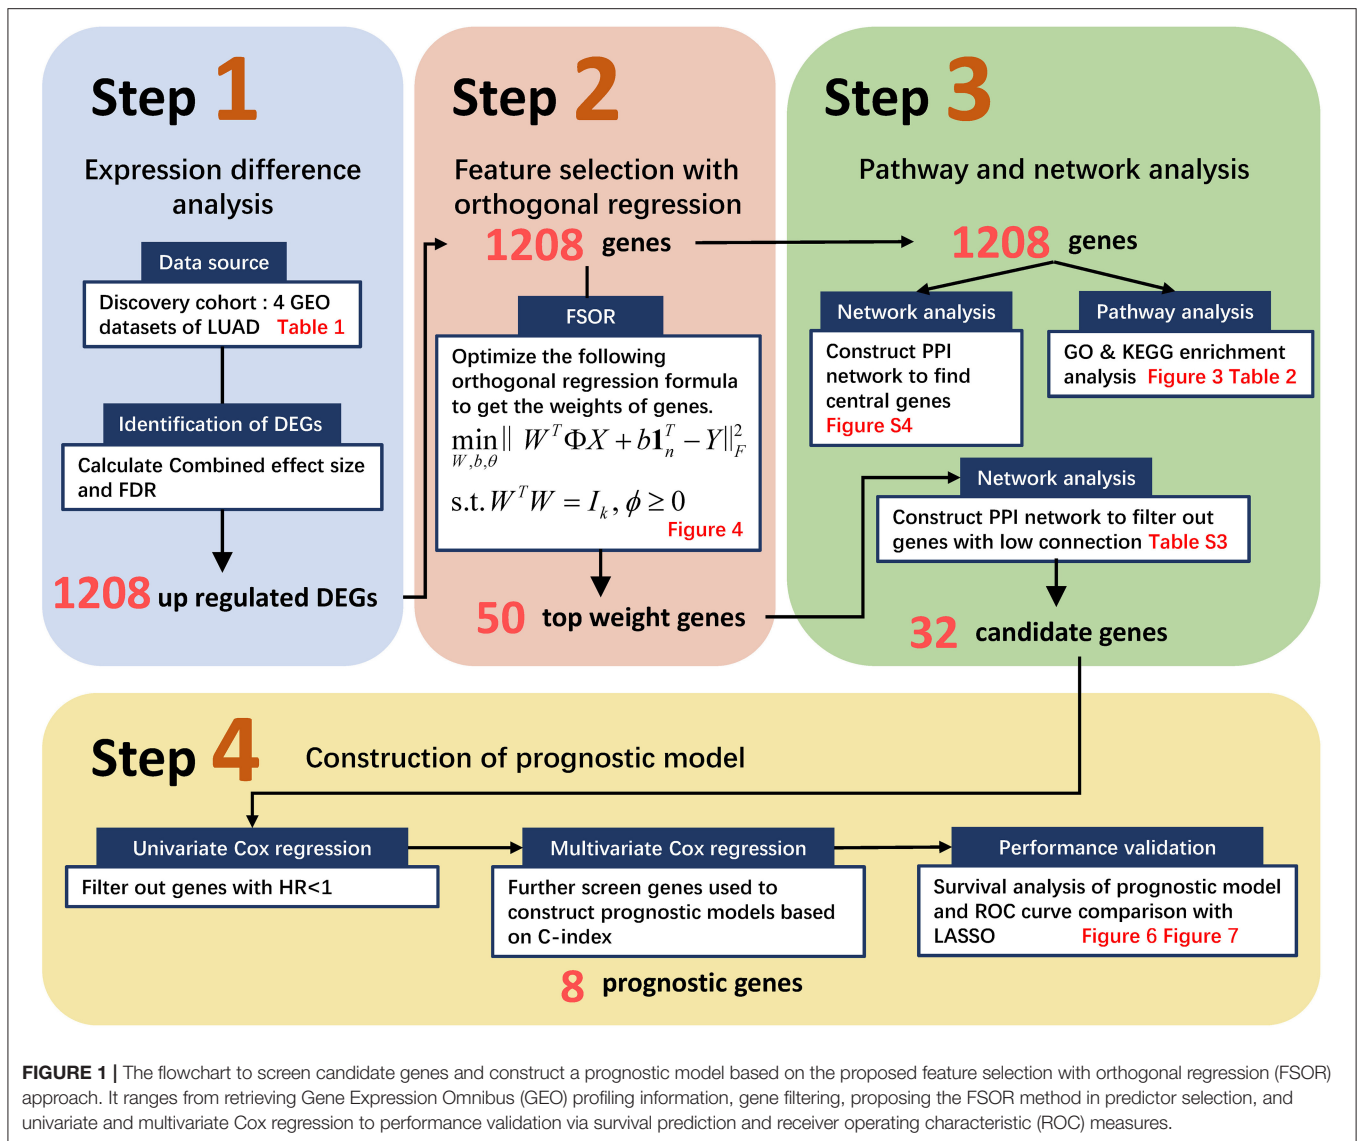 Step 1
Expression difference
analysis
Data source
Discovery cohort : 4 GEO
datasets of LUAD Table 1
Identification of DEGs
Calculate Combined effect size
and FDR
1208 up regulated DEGs
Step 2
Feature selection with
orthogonal regression
1208 genes
FSOR
Optimize the following
orthogonal regression formula
to get the weights of genes.
min_{W,b,θ} || W^T ΦX + b1_n^T − Y||_F^2
s.t. W^T W = I_k, ϕ ≥ 0
Figure 4
50 top weight genes
Step 3
Pathway and network analysis
1208 genes
Network analysis
Construct PPI
network to find
central genes
Figure S4
Pathway analysis
GO & KEGG enrichment
analysis Figure 3 Table 2
Network analysis
Construct PPI network to filter out
genes with low connection Table S3
32 candidate genes
Step 4
Construction of prognostic model
Univariate Cox regression
Filter out genes with HR<1
Multivariate Cox regression
Further screen genes used to
construct prognostic models based
on C-index
8 prognostic genes
Performance validation
Survival analysis of prognostic model
and ROC curve comparison with
LASSO Figure 6 Figure 7
FIGURE 1 | The flowchart to screen candidate genes and construct a prognostic model based on the proposed feature selection with orthogonal regression (FSOR)
approach. It ranges from retrieving Gene Expression Omnibus (GEO) profiling information, gene filtering, proposing the FSOR method in predictor selection, and
univariate and multivariate Cox regression to performance validation via survival prediction and receiver operating characteristic (ROC) measures.